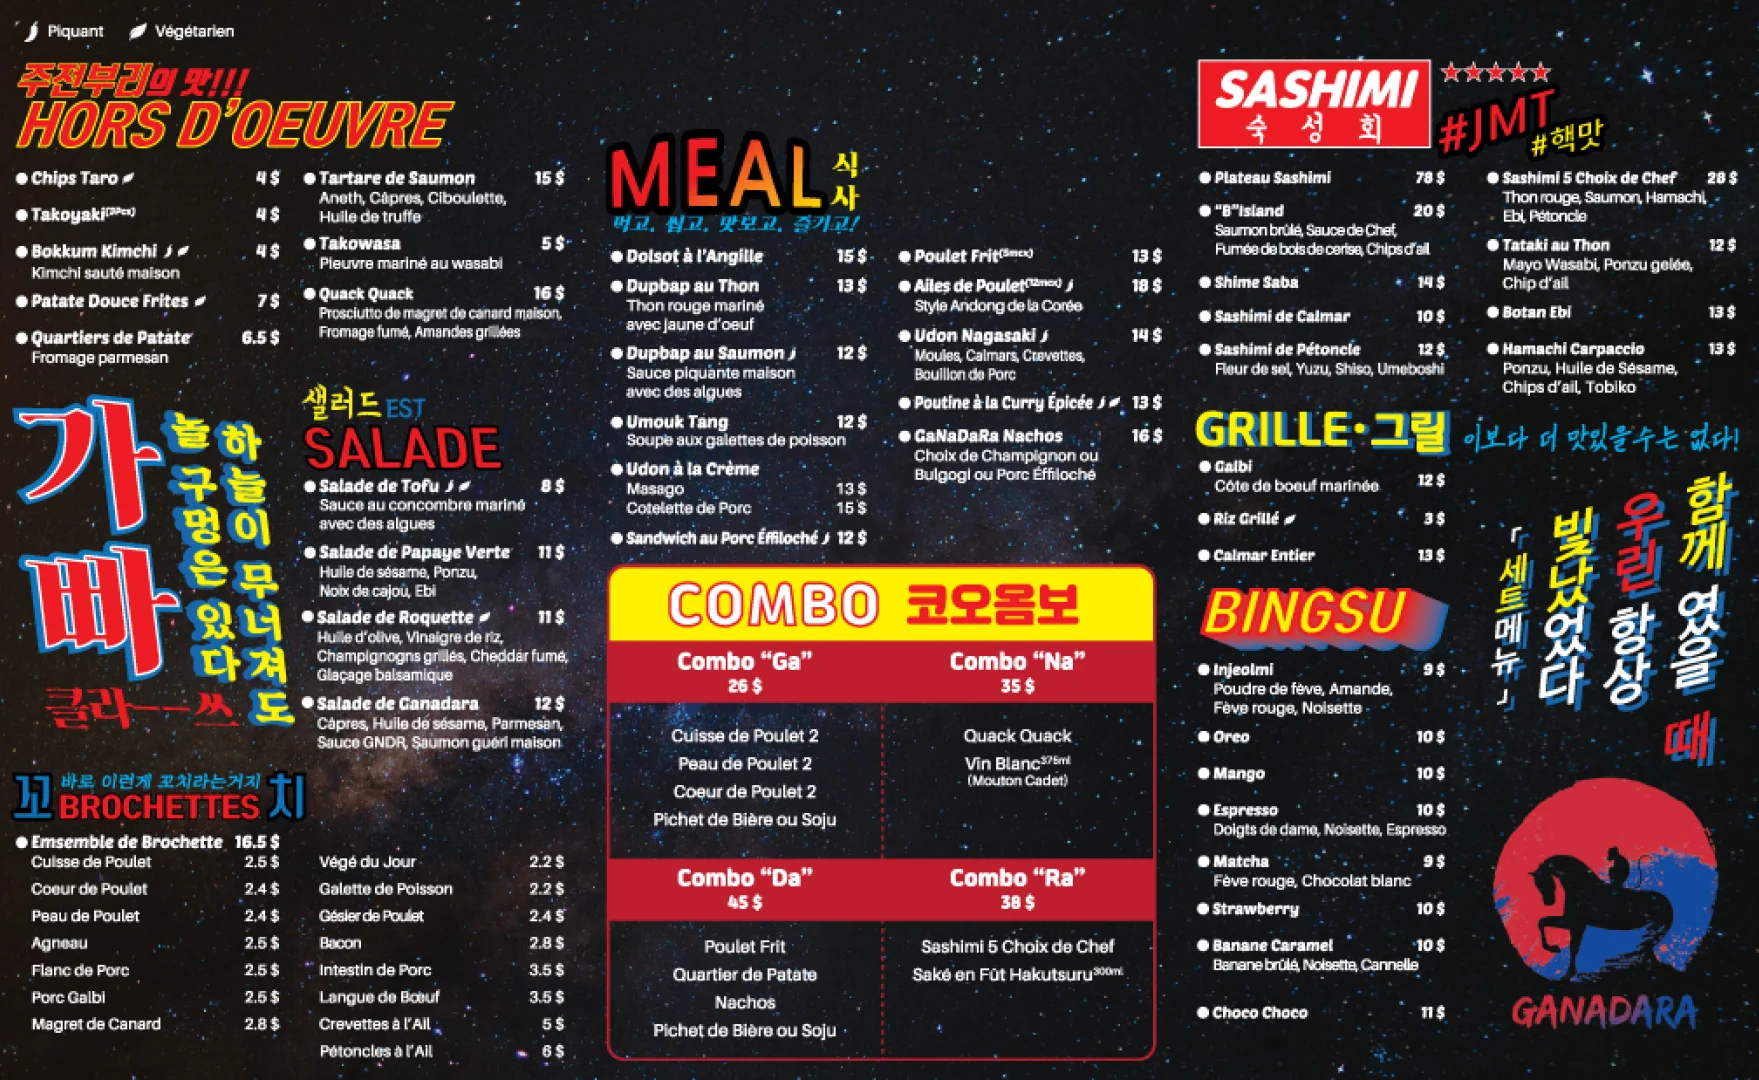 Piquant Végétarien
주전부리의 맛!!!
HORS D'OEUVRE
Chips Taro 4 $
Takoyaki(3Pcs) 4 $
Bokkum Kimchi 4 $
Kimchi sauté maison
Patate Douce Frites 7 $
Quartiers de Patate 6.5 $
Fromage parmesan
Tartare de Saumon 15 $
Aneth, Câpres, Ciboulette,
Huile de truffe
Takowasa 5 $
Pieuvre mariné au wasabi
Quack Quack 16 $
Prosciutto de magret de canard maison,
Fromage fumé, Amandes grillées
가빠
클라──쓰
하늘이 무너져도
놀 구멍은 있다
샐러드 EST
SALADE
Salade de Tofu 8 $
Sauce au concombre mariné
avec des algues
Salade de Papaye Verte 11 $
Huile de sésame, Ponzu,
Noix de cajou, Ebi
Salade de Roquette 11 $
Huile d'olive, Vinaigre de riz,
Champignogns grillés, Cheddar fumé,
Glaçage balsamique
Salade de Ganadara 12 $
Câpres, Huile de sésame, Parmesan,
Sauce GNDR, Saumon guéri maison
꼬치
바로 이런게 꼬치라는거지
BROCHETTES
Emsemble de Brochette 16.5 $
Cuisse de Poulet 2.5 $
Coeur de Poulet 2.4 $
Peau de Poulet 2.4 $
Agneau 2.5 $
Flanc de Porc 2.5 $
Porc Galbi 2.5 $
Magret de Canard 2.8 $
Végé du Jour 2.2 $
Galette de Poisson 2.2 $
Gésier de Poulet 2.4 $
Bacon 2.8 $
Intestin de Porc 3.5 $
Langue de Bœuf 3.5 $
Crevettes à l'Ail 5 $
Pétoncles à l'Ail 6 $
MEAL 식사
먹고, 씹고, 맛보고, 즐기고!
Dolsot à l'Angille 15 $
Dupbap au Thon 13 $
Thon rouge mariné
avec jaune d'oeuf
Dupbap au Saumon 12 $
Sauce piquante maison
avec des algues
Umouk Tang 12 $
Soupe aux galettes de poisson
Udon à la Crème
Masago 13 $
Cotelette de Porc 15 $
Sandwich au Porc Éffiloché 12 $
Poulet Frit(5mcx) 13 $
Ailes de Poulet(12mcx) 18 $
Style Andong de la Corée
Udon Nagasaki 14 $
Moules, Calmars, Crevettes,
Bouillon de Porc
Poutine à la Curry Épicée 13 $
GaNaDaRa Nachos 16 $
Choix de Champignon ou
Bulgogi ou Porc Éffiloché
COMBO 코오옴보
Combo “Ga”
26 $
Cuisse de Poulet 2
Peau de Poulet 2
Coeur de Poulet 2
Pichet de Bière ou Soju
Combo “Na”
35 $
Quack Quack
Vin Blanc375ml
(Mouton Cadet)
Combo “Da”
45 $
Poulet Frit
Quartier de Patate
Nachos
Pichet de Bière ou Soju
Combo “Ra”
38 $
Sashimi 5 Choix de Chef
Saké en Fût Hakutsuru300ml
SASHIMI
숙성회
#JMT
#핵맛
Plateau Sashimi 78 $
“B”Island 20 $
Saumon brûlé, Sauce de Chef,
Fumée de bois de cerise, Chips d'ail
Shime Saba 14 $
Sashimi de Calmar 10 $
Sashimi de Pétoncle 12 $
Fleur de sel, Yuzu, Shiso, Umeboshi
Sashimi 5 Choix de Chef 28 $
Thon rouge, Saumon, Hamachi,
Ebi, Pétoncle
Tataki au Thon 12 $
Mayo Wasabi, Ponzu gelée,
Chip d'ail
Botan Ebi 13 $
Hamachi Carpaccio 13 $
Ponzu, Huile de Sésame,
Chips d'ail, Tobiko
GRILLE•그릴
이보다 더 맛있을수는 없다!
Galbi 12 $
Côte de boeuf marinée
Riz Grillé 3 $
Calmar Entier 13 $
BINGSU
Injeolmi 9 $
Poudre de fève, Amande,
Fève rouge, Noisette
Oreo 10 $
Mango 10 $
Espresso 10 $
Doigts de dame, Noisette, Espresso
Matcha 9 $
Fève rouge, Chocolat blanc
Strawberry 10 $
Banane Caramel 10 $
Banane brûlé, Noisette, Cannelle
Choco Choco 11 $
함께 였을 때
우린 항상
빛났었다
「세트메뉴」
GANADARA